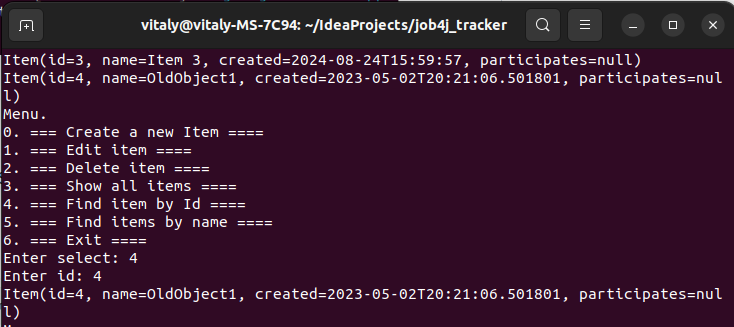 vitaly@vitaly-MS-7C94: ~/IdeaProjects/job4j_tracker
Item(id=3, name=Item 3, created=2024-08-24T15:59:57, participates=null)
Item(id=4, name=OldObject1, created=2023-05-02T20:21:06.501801, participates=nul
l)
Menu.
0. === Create a new Item ====
1. === Edit item ====
2. === Delete item ====
3. === Show all items ====
4. === Find item by Id ====
5. === Find items by name ====
6. === Exit ====
Enter select: 4
Enter id: 4
Item(id=4, name=OldObject1, created=2023-05-02T20:21:06.501801, participates=nul
l)